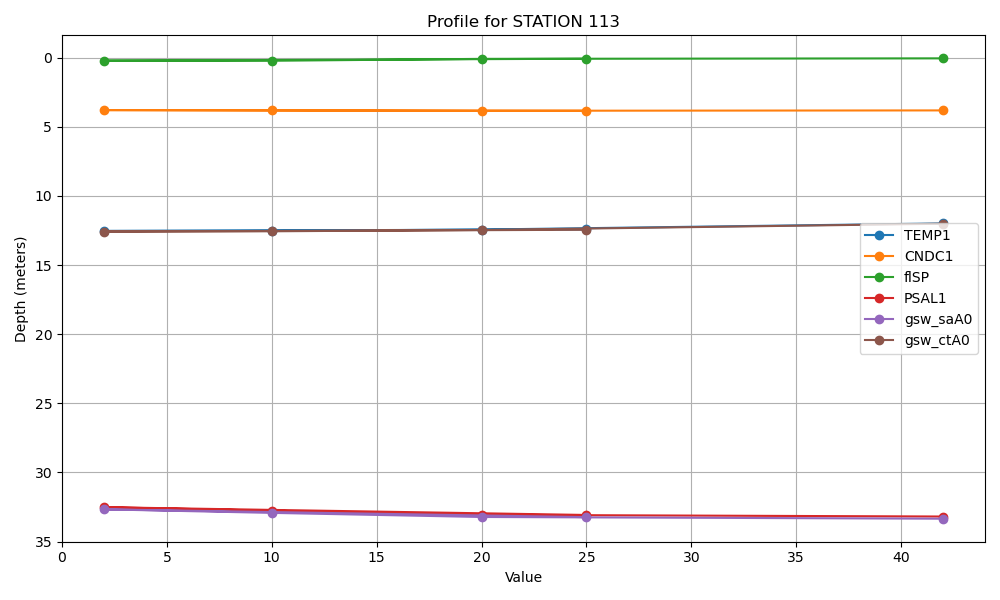 Profile for STATION 113
Depth (meters)
0
5
10
15
20
25
30
35
TEMP1
CNDC1
flSP
PSAL1
gsw_saA0
gsw_ctA0
0 5 10 15 20 25 30 35 40
Value